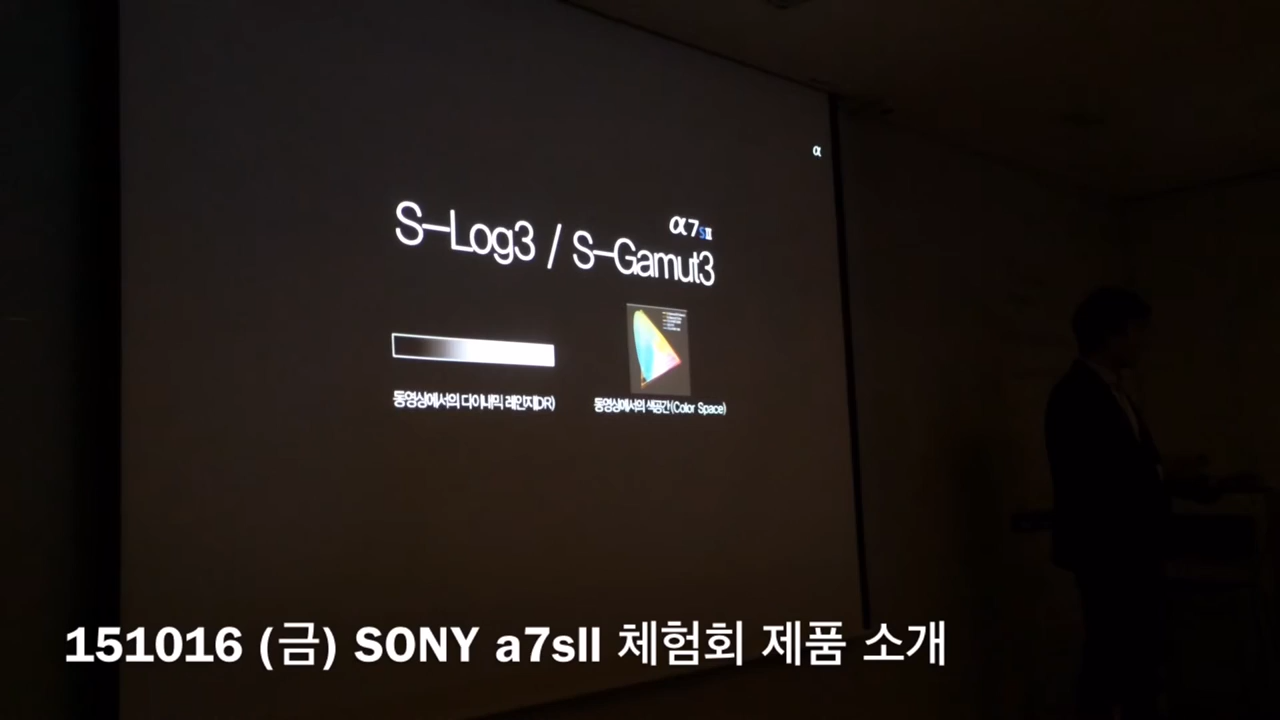 α
α7SII
S-Log3 / S-Gamut3
동영상에서의 다이내믹 레인지(DR)
동영상에서의 색공간(Color Space)
151016 (금) SONY a7sII 체험회 제품 소개